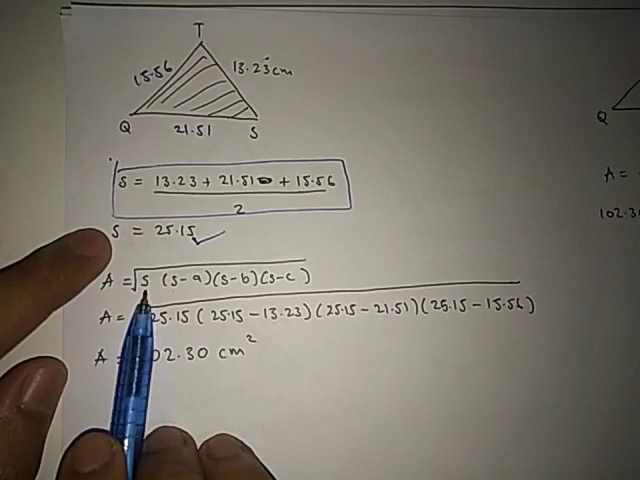 T
15.56 13.23cm
Q 21.51 S
Q
S = 13.23 + 21.51 + 15.56
2
A =
S = 25.15
102.30
A = √S (S-a)(S-b)(S-c)
A = 25.15 (25.15 - 13.23)(25.15 - 21.51)(25.15 - 15.56)
A = 02.30 cm²